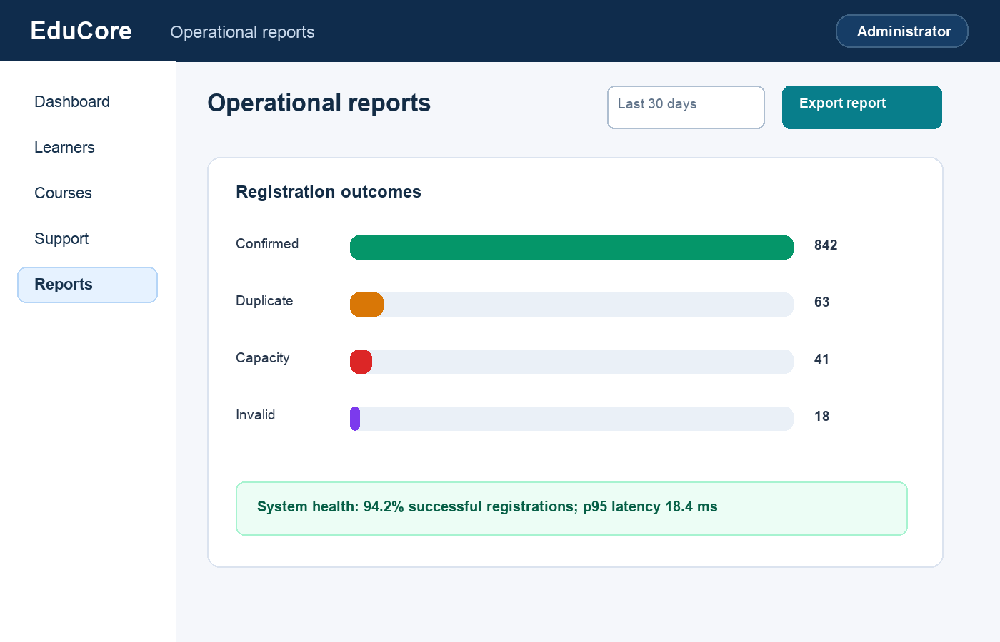 EduCore
Operational reports
Administrator
Dashboard
Learners
Courses
Support
Reports
Operational reports
Last 30 days
Export report
Registration outcomes
Confirmed 842
Duplicate 63
Capacity 41
Invalid 18
System health: 94.2% successful registrations; p95 latency 18.4 ms